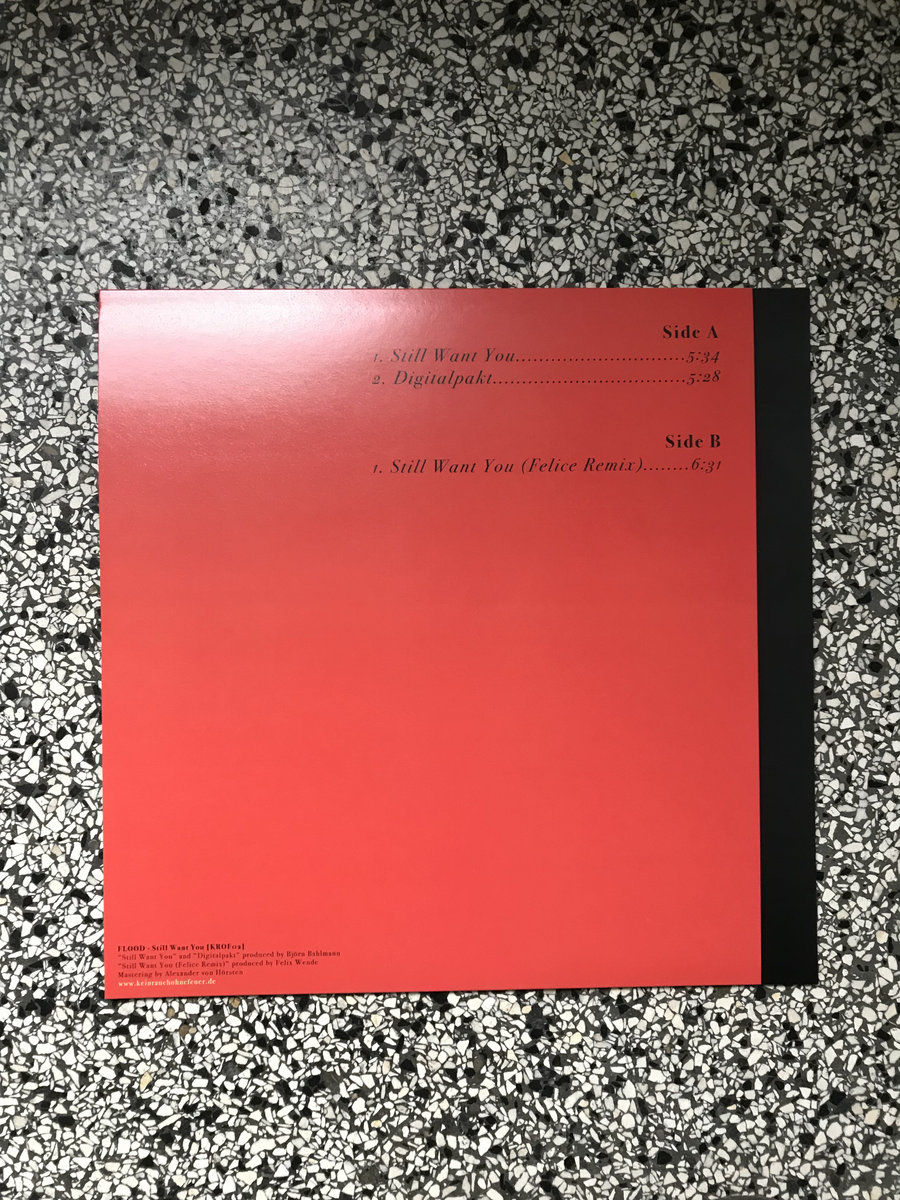 Side A
1. Still Want You............................5:34
2. Digitalpakt................................5:28
Side B
1. Still Want You (Felice Remix)........6:31
FLOOD - Still Want You [KROF02]
"Still Want You" and "Digitalpakt" produced by Björn Bahlmann
"Still Want You (Felice Remix)" produced by Felix Wende
Mastering by Alexander von Hörsten
www.keinrauchohnefeuer.de